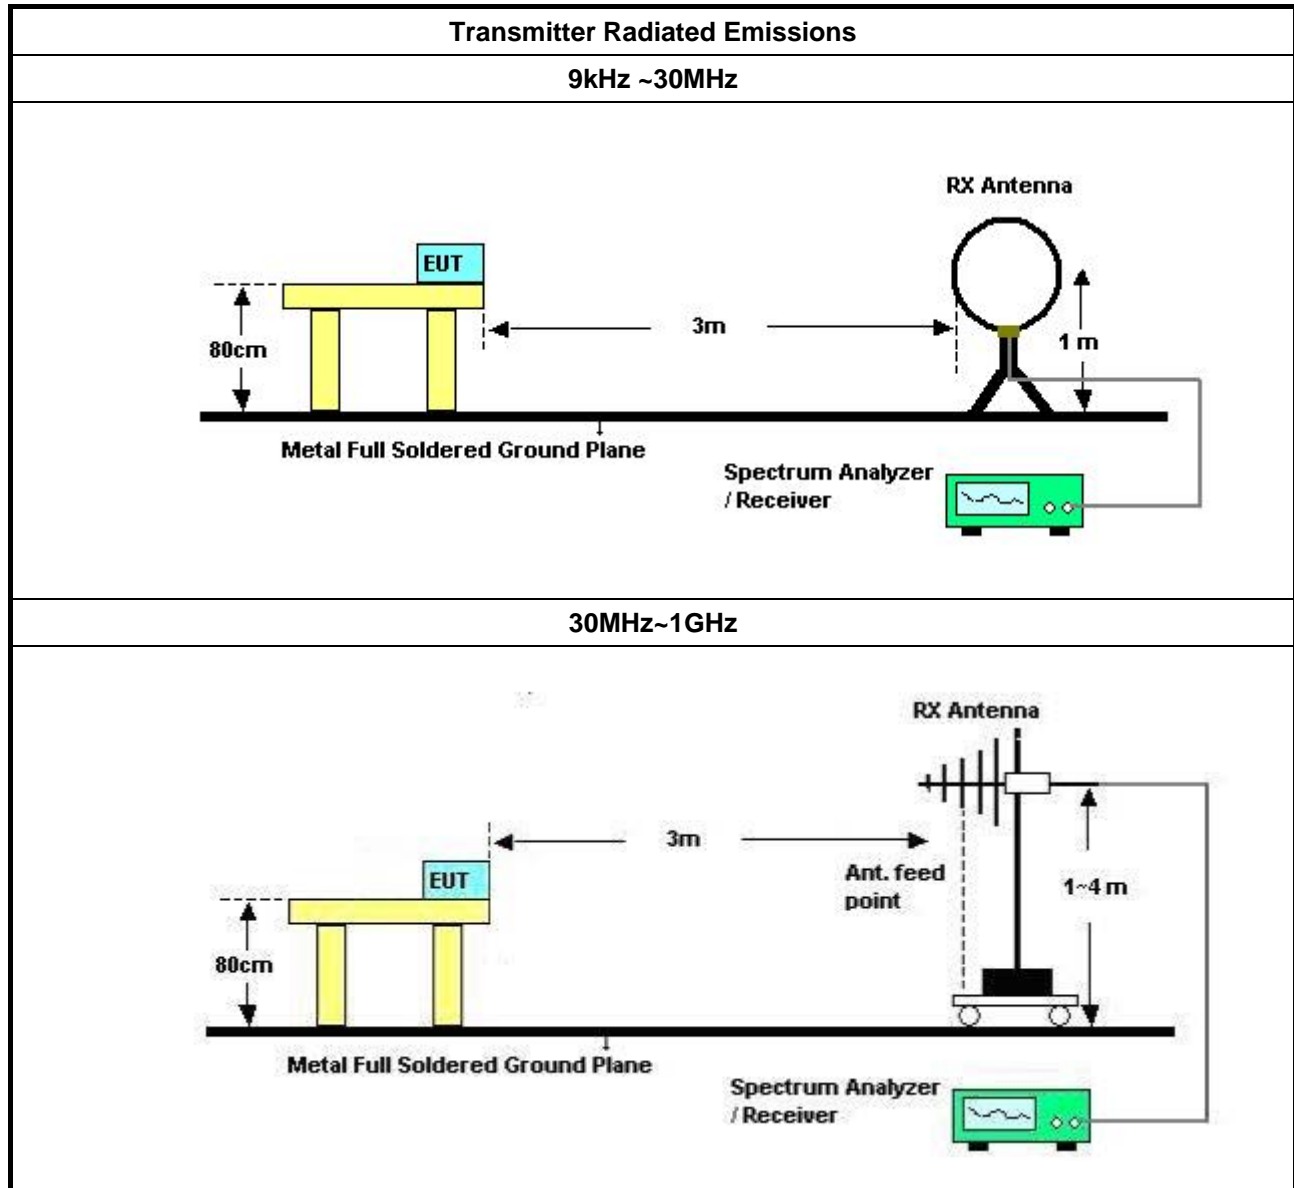 Transmitter Radiated Emissions
9kHz ~30MHz
RX Antenna
EUT
3m
80cm
1 m
Metal Full Soldered Ground Plane
Spectrum Analyzer
/ Receiver
30MHz~1GHz
RX Antenna
3m
EUT
Ant. feed
point
1~4 m
80cm
Metal Full Soldered Ground Plane
Spectrum Analyzer
/ Receiver